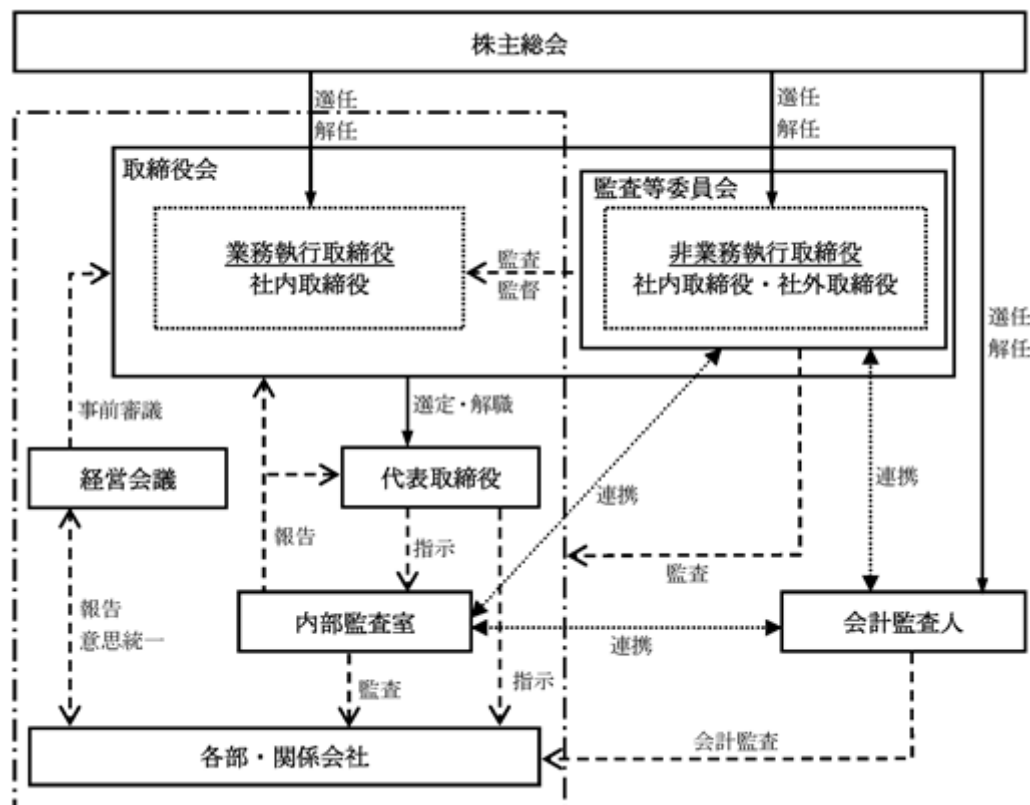 株主総会
選任
解任
選任
解任
取締役会
監査等委員会
業務執行取締役
社内取締役
監査
監督
非業務執行取締役
社内取締役・社外取締役
選任
解任
事前審議
選定・解職
経営会議
代表取締役
連携
連携
報告
指示
監査
報告
意思統一
内部監査室
連携
会計監査人
監査
指示
会計監査
各部・関係会社